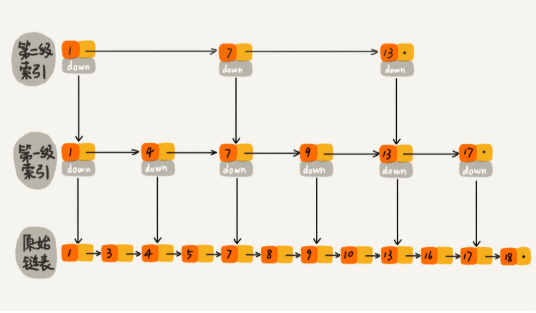 第二级
索引
1 7 13
down down down
第一级
索引
1 4 7 9 13 17
down down down down down down
原始
链表
1 3 4 5 7 8 9 10 13 16 17 18